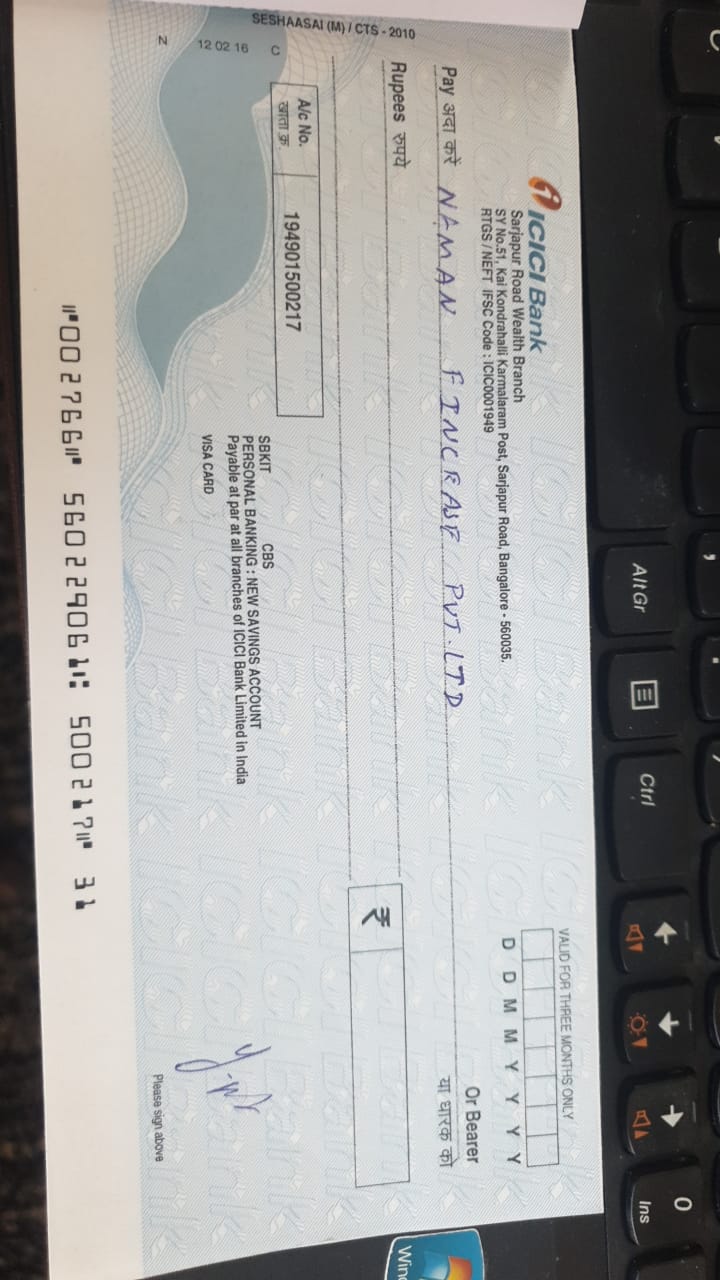 VALID FOR THREE MONTHS ONLY
ICICI Bank
Sarjapur Road Wealth Branch
SY No.51, Kai Kondrahalli Karmalaram Post, Sarjapur Road, Bangalore - 560035.
RTGS / NEFT IFSC Code : ICIC0001949
D D M M Y Y Y Y
Pay अदा करें NAMAN FINCRASE PVT. LTD
Or Bearer
या धारक को
Rupees रुपये
₹
A/c No.
खाता क्र.
194901500217
SBKIT CBS
PERSONAL BANKING : NEW SAVINGS ACCOUNT
Payable at par at all branches of ICICI Bank Limited in India
VISA CARD
Please sign above
SESHAASAI (M) / CTS - 2010
12 02 16 C
N
⑈002766⑈ 560229061⑆ 500217⑈ 31
AltGr
Ctrl
0
Ins